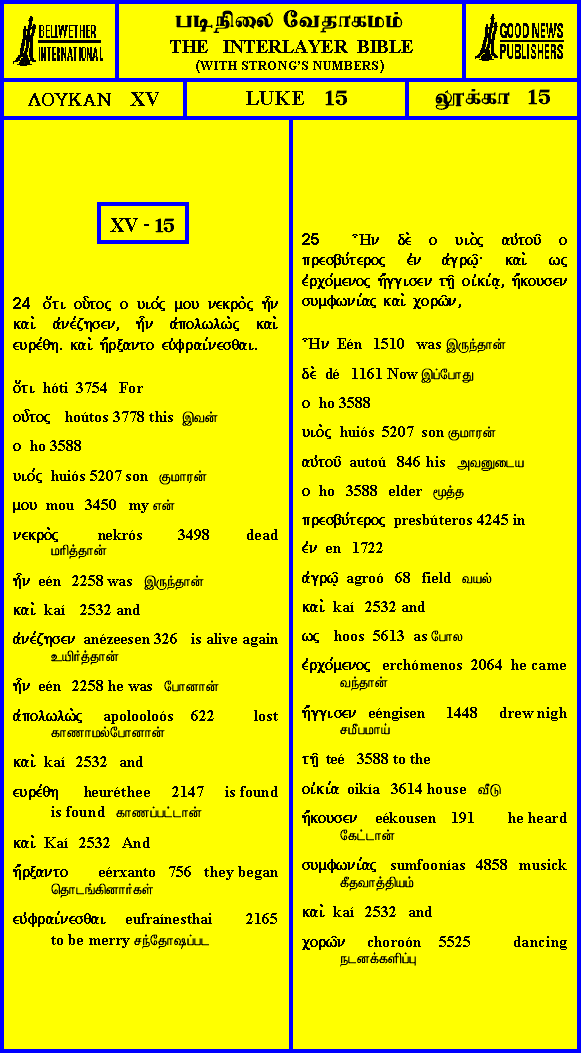 BELLWETHER
INTERNATIONAL
படிநிலை வேதாகமம்
THE INTERLAYER BIBLE
(WITH STRONG'S NUMBERS)
GOOD NEWS
PUBLISHERS
ΛΟΥΚΑΝ XV
LUKE 15
லூக்கா 15
XV - 15
24 ὅτι οὗτος ο υιός μου νεκρὸς ἦν
καὶ ἀνέζησεν, ἦν ἀπολωλὼς καὶ
ευρέθη. καὶ ἤρξαντο εὐφραίνεσθαι.
ὅτι hóti 3754 For
οὗτος hoútos 3778 this இவன்
ο ho 3588
υιός huiós 5207 son குமாரன்
μου mou 3450 my என்
νεκρὸς nekrós 3498 dead
மரித்தான்
ἦν eén 2258 was இருந்தான்
καὶ kaí 2532 and
ἀνέζησεν anézeesen 326 is alive again
உயிர்த்தான்
ἦν eén 2258 he was போனான்
ἀπολωλὼς apolooloós 622 lost
காணாமல்போனான்
καὶ kaí 2532 and
ευρέθη heuréthee 2147 is found
is found காணப்பட்டான்
καὶ Kaí 2532 And
ἤρξαντο eérxanto 756 they began
தொடங்கினார்கள்
εὐφραίνεσθαι eufraínesthai 2165
to be merry சந்தோஷப்பட
25 Ἦν δὲ ο υιὸς αὐτοῦ ο
πρεσβύτερος ἐν ἀγρῷ· καὶ ως
ἐρχόμενος ἤγγισεν τῇ οἰκίᾳ, ἤκουσεν
συμφωνίας καὶ χορῶν,
Ἦν Eén 1510 was இருந்தான்
δὲ dé 1161 Now இப்போது
ο ho 3588
υιὸς huiós 5207 son குமாரன்
αὐτοῦ autoú 846 his அவனுடைய
ο ho 3588 elder மூத்த
πρεσβύτερος presbúteros 4245 in
ἐν en 1722
ἀγρῷ agroó 68 field வயல்
καὶ kaí 2532 and
ως hoos 5613 as போல
ἐρχόμενος erchómenos 2064 he came
வந்தான்
ἤγγισεν eéngisen 1448 drew nigh
சமீபமாய்
τῇ teé 3588 to the
οἰκίᾳ oikía 3614 house வீடு
ἤκουσεν eékousen 191 he heard
கேட்டான்
συμφωνίας sumfoonías 4858 musick
கீதவாத்தியம்
καὶ kaí 2532 and
χορῶν choroón 5525 dancing
நடனக்களிப்பு